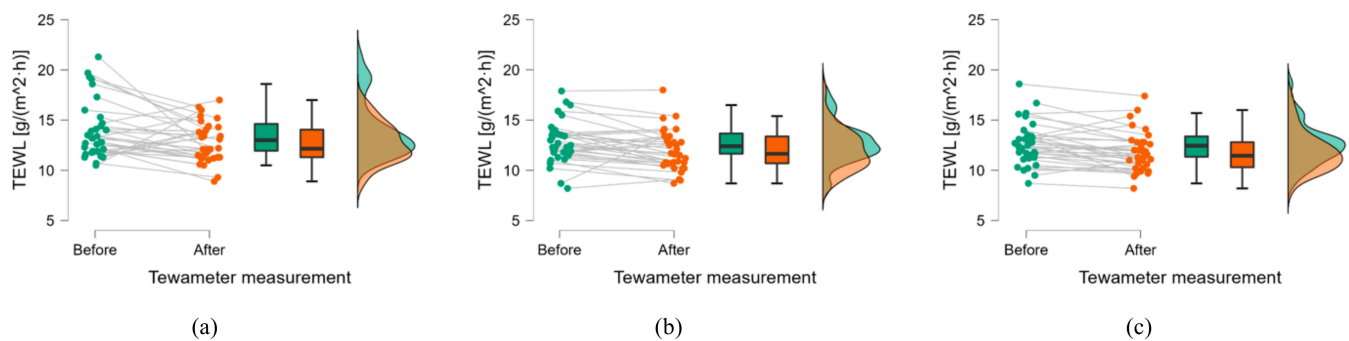 25
20
15
10
5
TEWL [g/(m^2·h)]
Before
After
Tewameter measurement
(a)
25
20
15
10
5
TEWL [g/(m^2·h)]
Before
After
Tewameter measurement
(b)
25
20
15
10
5
TEWL [g/(m^2·h)]
Before
After
Tewameter measurement
(c)